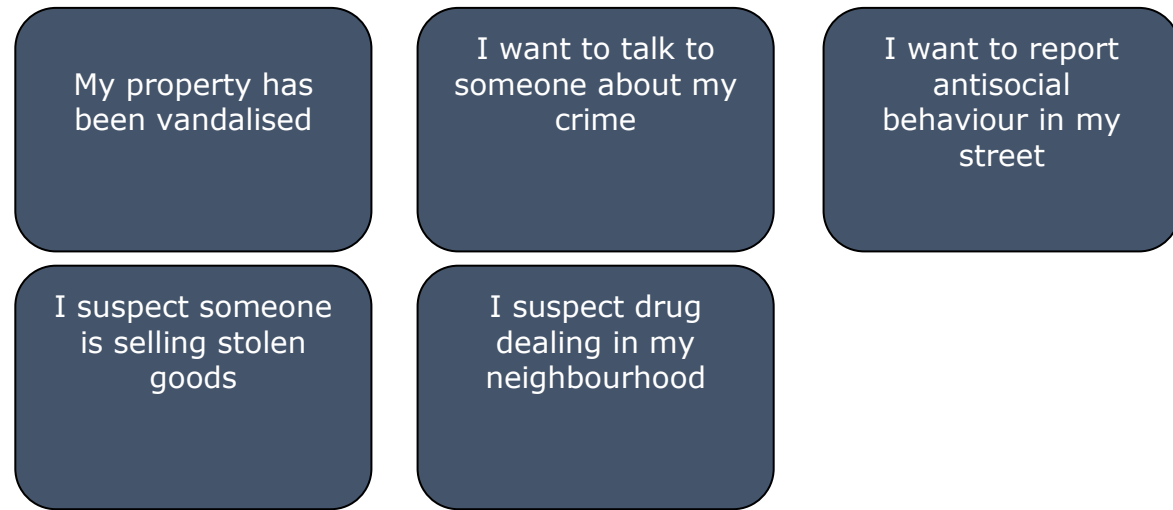 My property has
been vandalised
I want to talk to
someone about my
crime
I want to report
antisocial
behaviour in my
street
I suspect someone
is selling stolen
goods
I suspect drug
dealing in my
neighbourhood